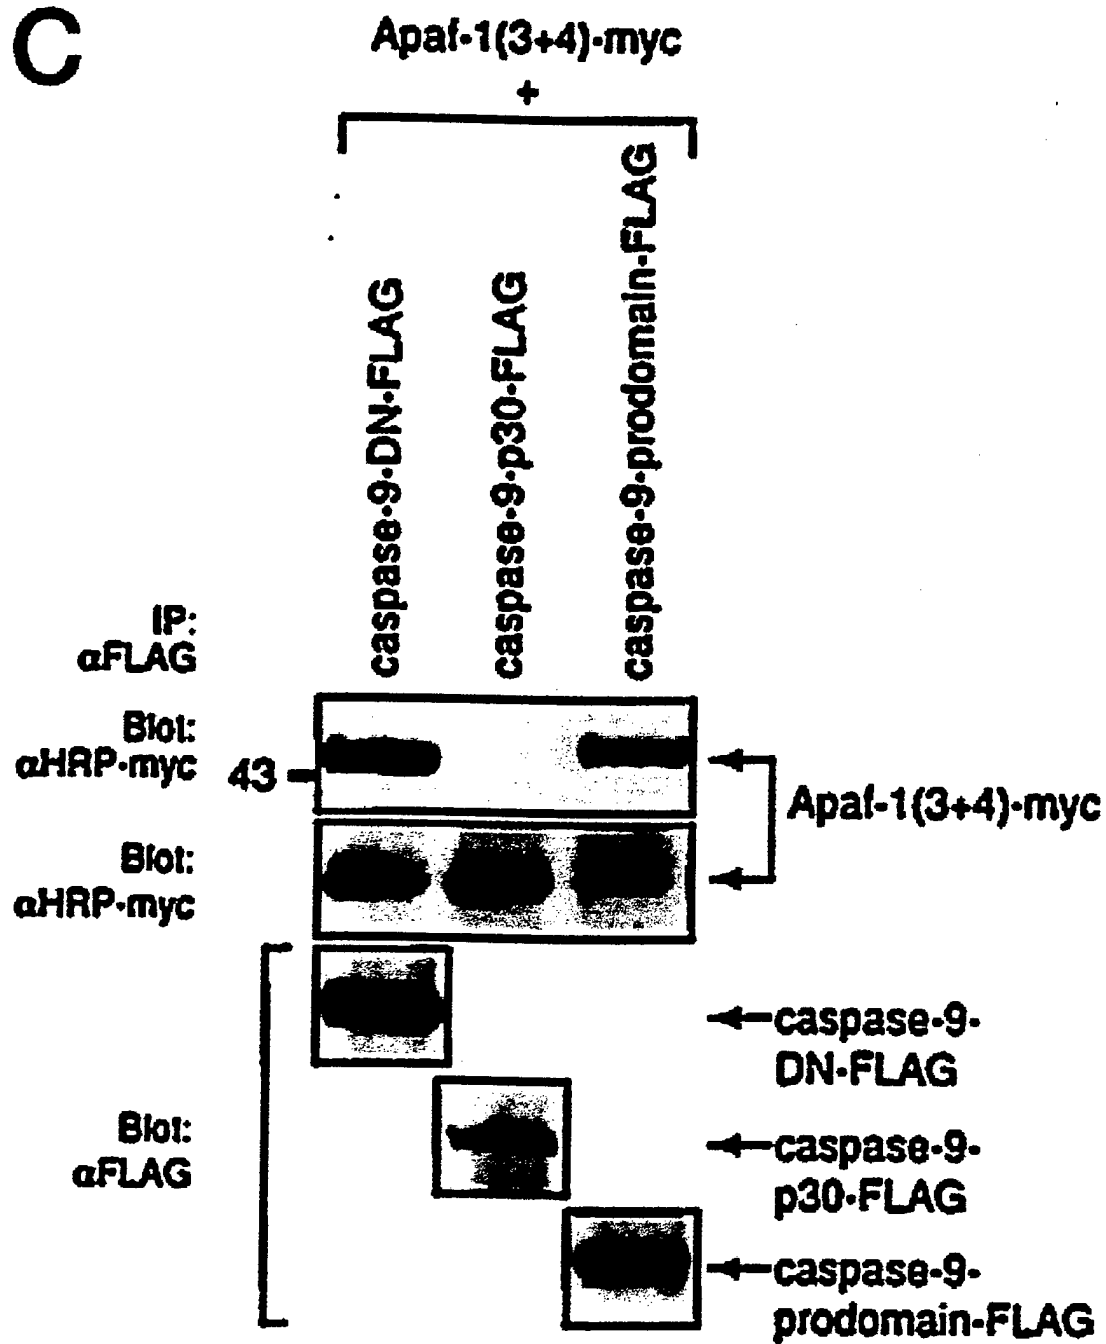 C
Apaf-1(3+4)-myc
+
caspase-9-DN-FLAG
caspase-9-p30-FLAG
caspase-9-prodomain-FLAG
IP:
αFLAG
Blot:
αHRP-myc
43
Apaf-1(3+4)-myc
Blot:
αHRP-myc
caspase-9-
DN-FLAG
Blot:
αFLAG
caspase-9-
p30-FLAG
caspase-9-
prodomain-FLAG